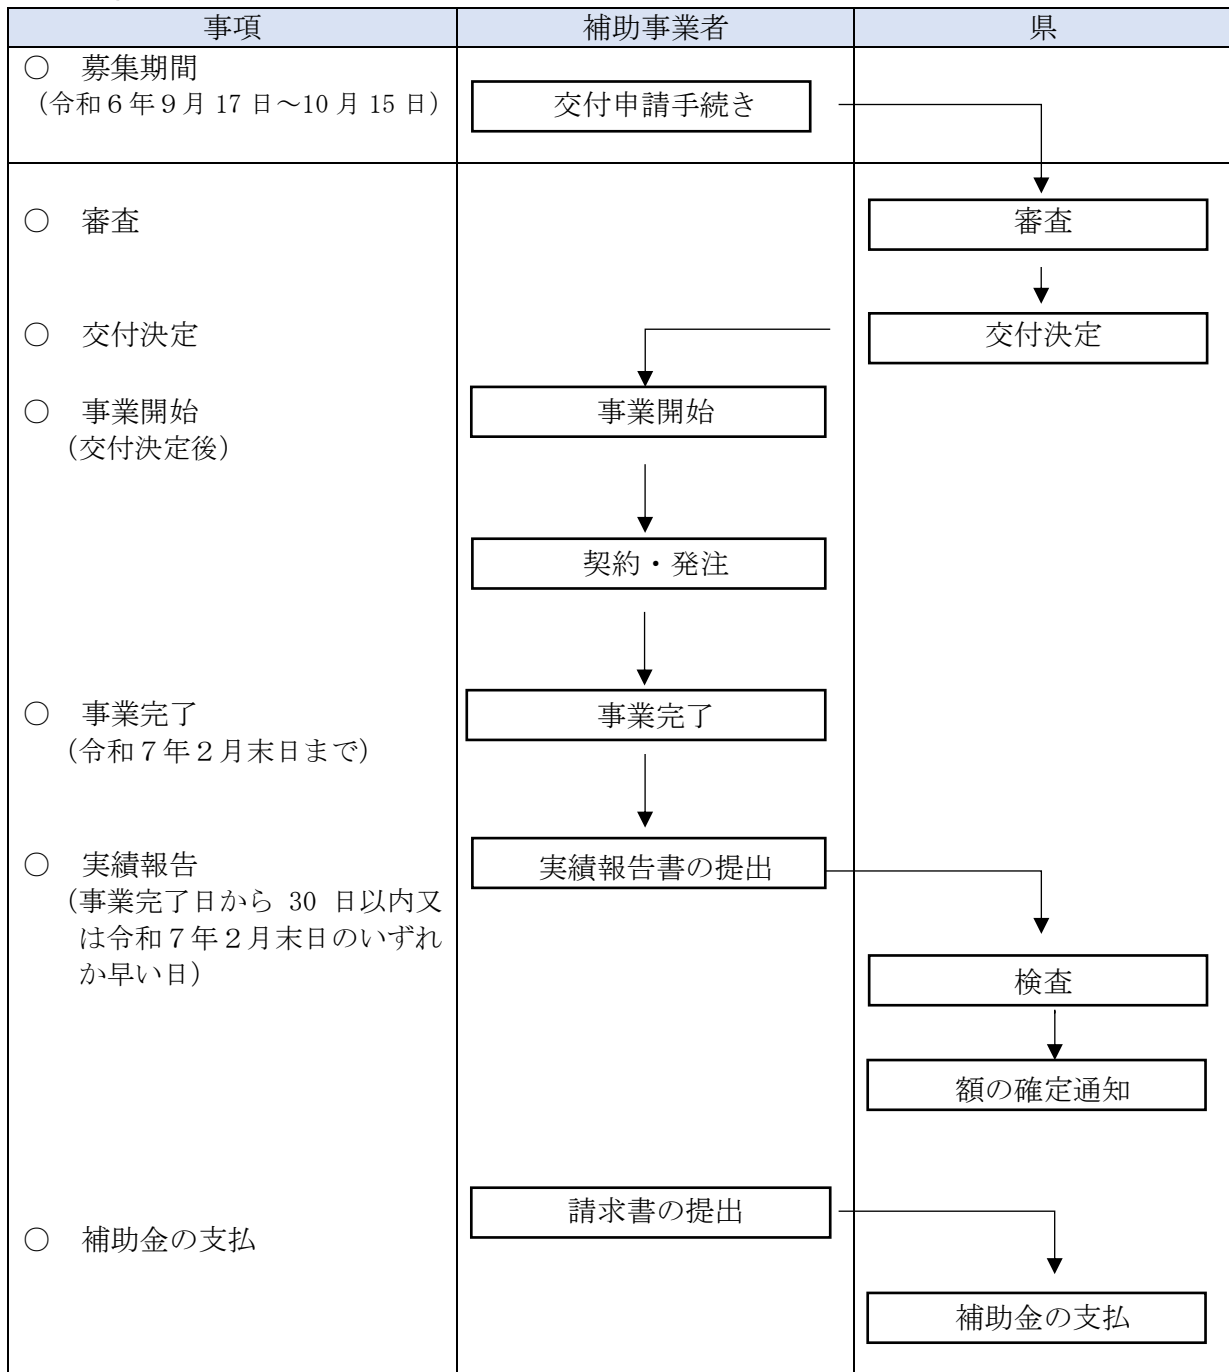 事項 補助事業者 県
○ 募集期間
(令和6年9月17日～10月15日)
交付申請手続き
○ 審査
審査
○ 交付決定
交付決定
○ 事業開始
事業開始
(交付決定後)
契約・発注
○ 事業完了
事業完了
(令和7年2月末日まで)
○ 実績報告
実績報告書の提出
(事業完了日から 30 日以内又
は令和7年2月末日のいずれ
か早い日)
検査
額の確定通知
請求書の提出
○ 補助金の支払
補助金の支払